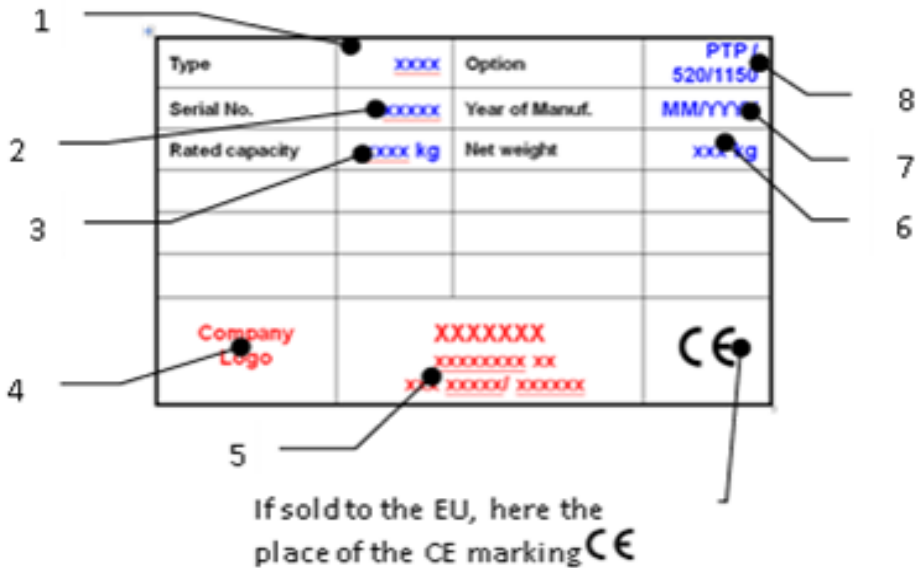 1
Type xxxx Option PTP /
520/1150
8
Serial No. xxxxx Year of Manuf. MM/YYYY
2
7
Rated capacity xxxx kg Net weight xxx kg
3
6
Company
Logo
XXXXXXX
xxxxxxxx xx
xxx xxxxx/ xxxxxx
CE
4
5
If sold to the EU, here the
place of the CE marking CE